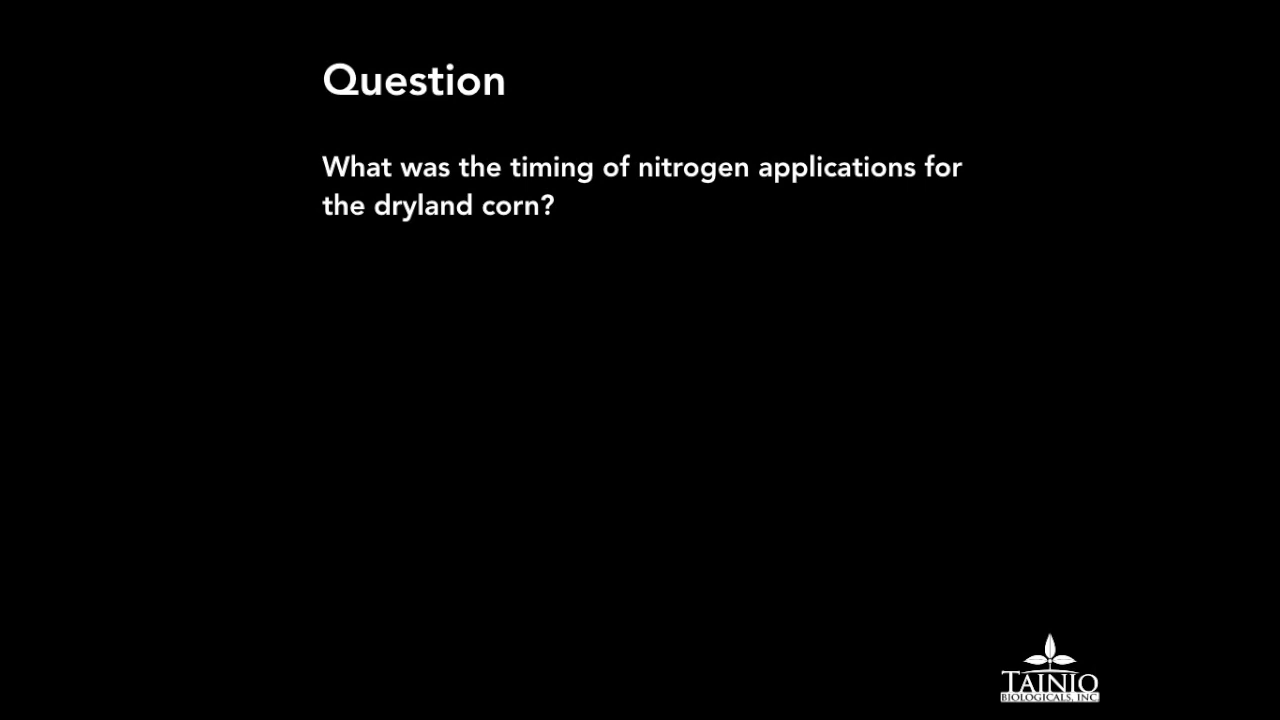 Question
What was the timing of nitrogen applications for
the dryland corn?
TAINIO
BIOLOGICALS, INC